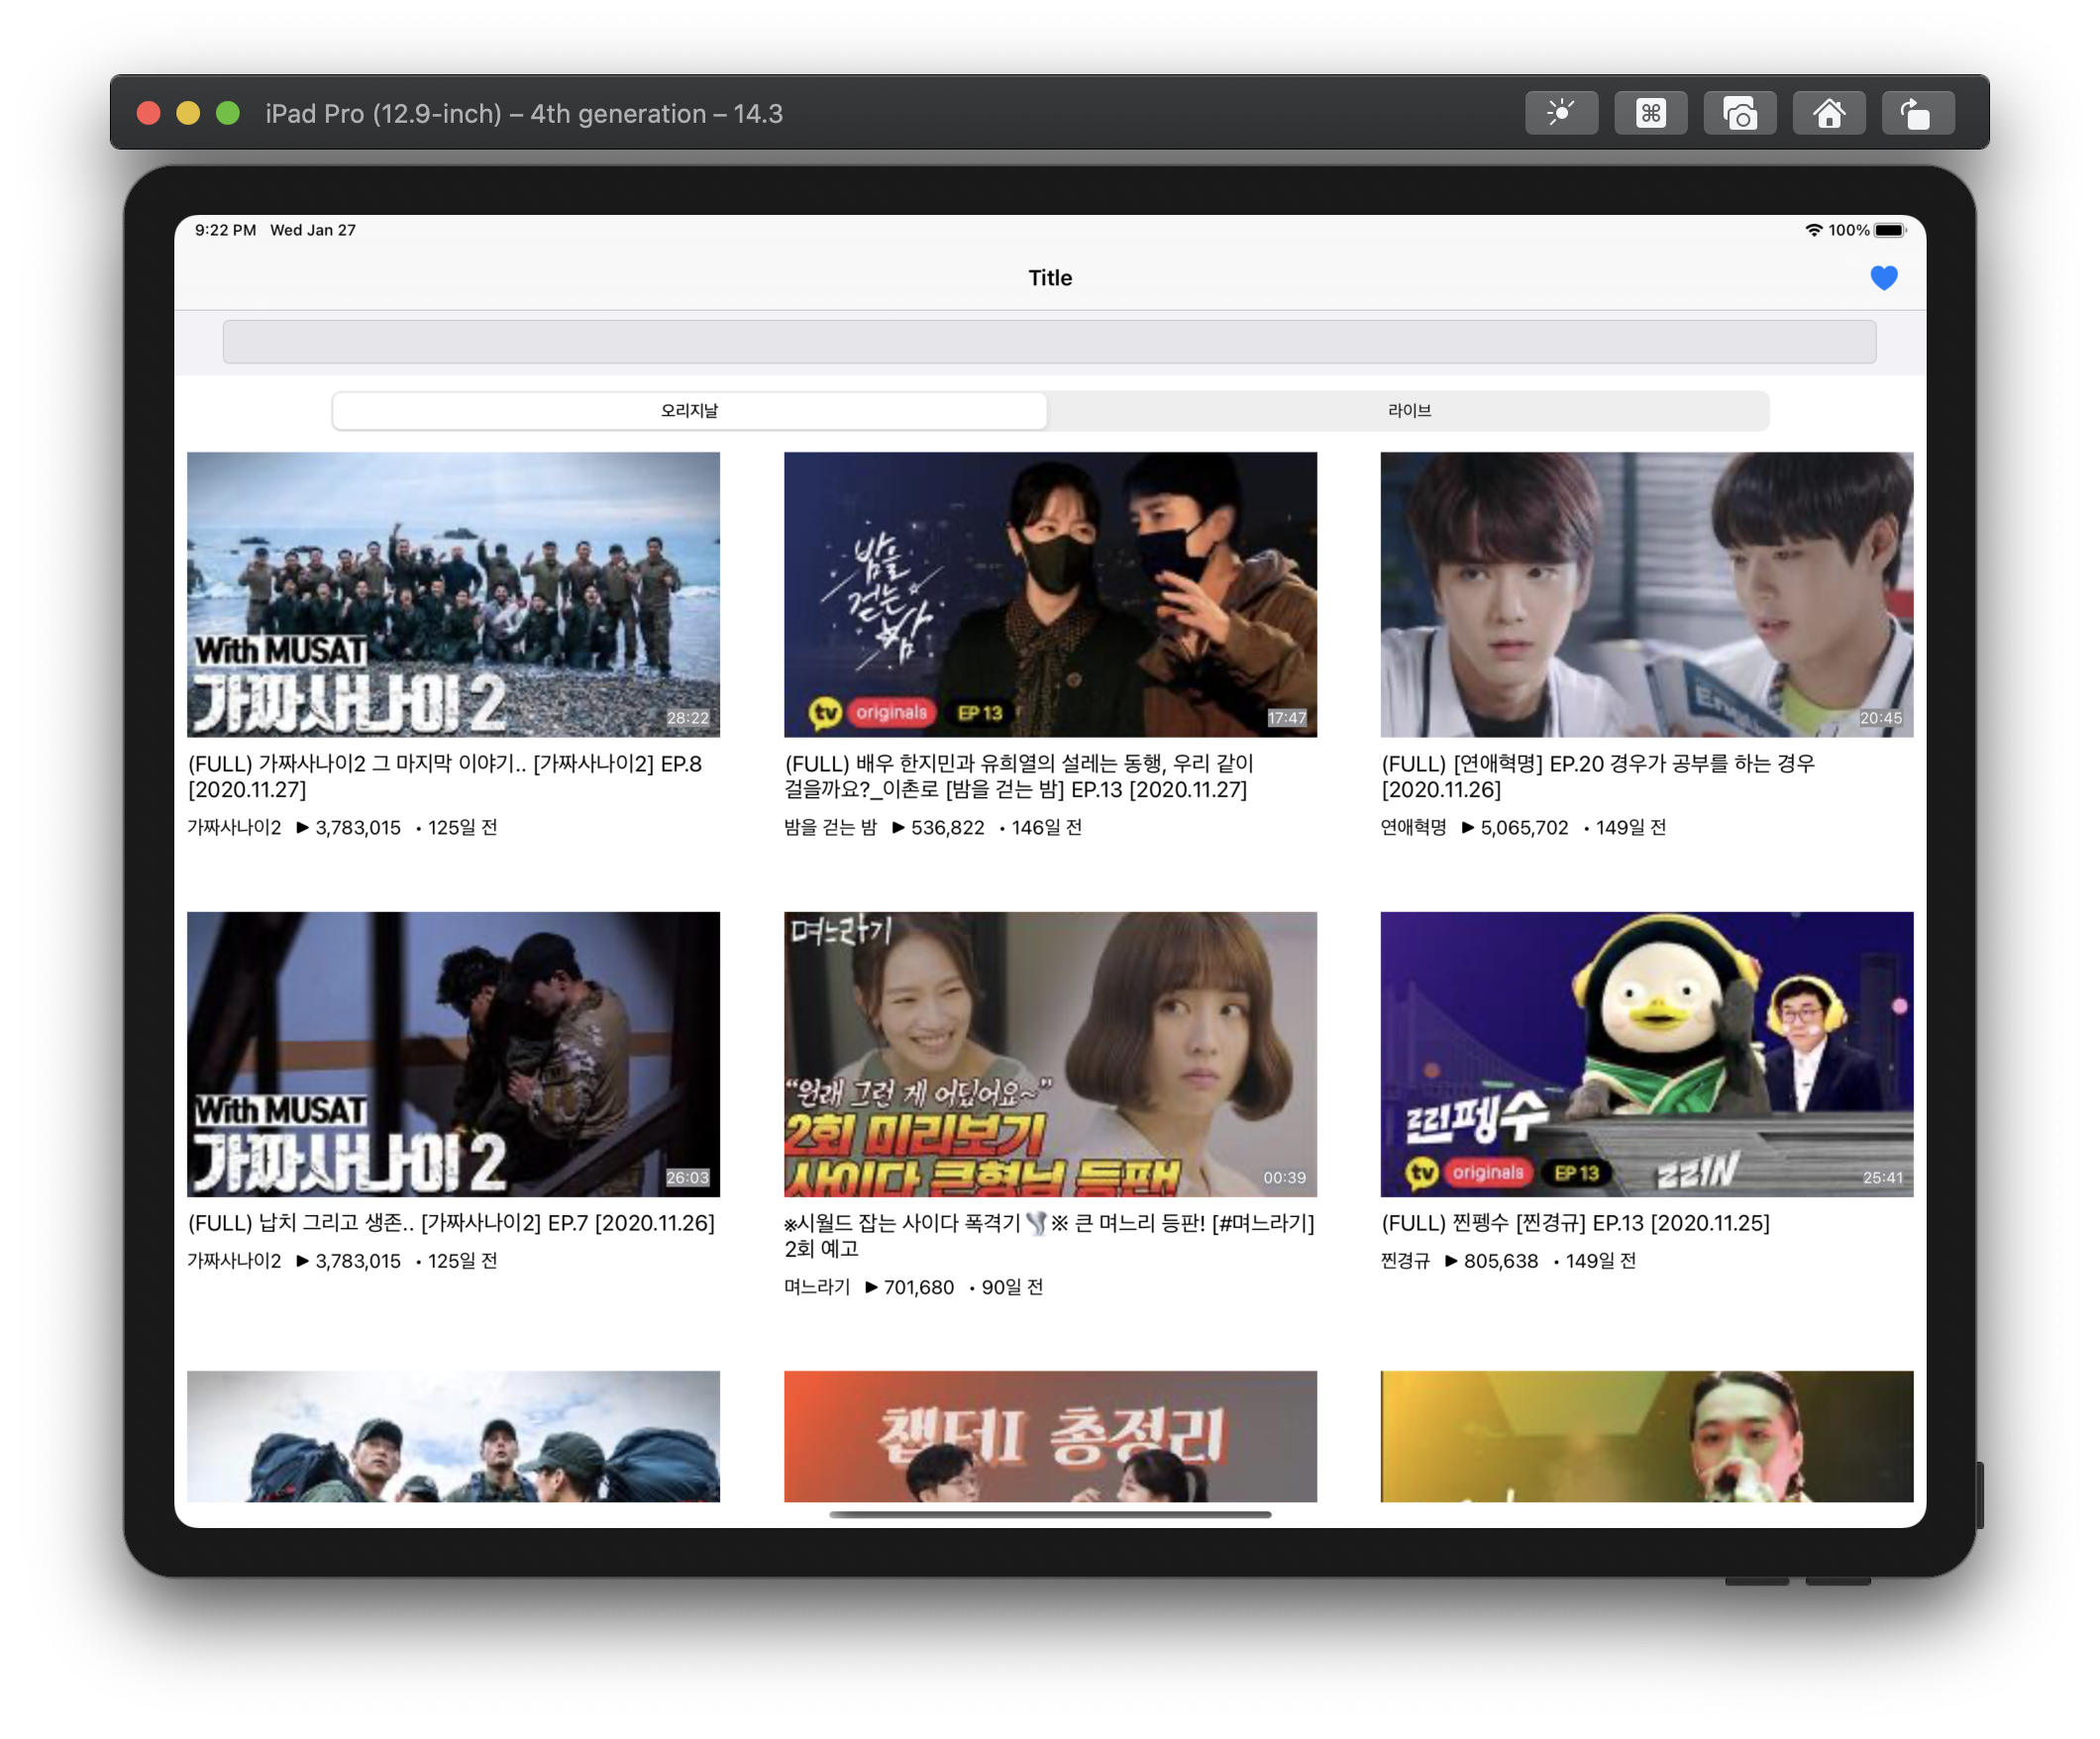 iPad Pro (12.9-inch) – 4th generation – 14.3
9:22 PM Wed Jan 27
100%
Title
오리지날
라이브
With MUSAT
가짜사나이2
28:22
밤을
걷는
밤
tv originals EP 13
17:47
English
20:45
(FULL) 가짜사나이2 그 마지막 이야기.. [가짜사나이2] EP.8
[2020.11.27]
가짜사나이2 ▶ 3,783,015 • 125일 전
(FULL) 배우 한지민과 유희열의 설레는 동행, 우리 같이
걸을까요?_이촌로 [밤을 걷는 밤] EP.13 [2020.11.27]
밤을 걷는 밤 ▶ 536,822 • 146일 전
(FULL) [연애혁명] EP.20 경우가 공부를 하는 경우
[2020.11.26]
연애혁명 ▶ 5,065,702 • 149일 전
With MUSAT
가짜사나이2
26:03
며느라기
“원래 그런 게 어딨어요~”
2회 미리보기
사이다 큰형님 등판!
00:39
런펭수
tv originals EP 13
ZZIN
25:41
(FULL) 납치 그리고 생존.. [가짜사나이2] EP.7 [2020.11.26]
가짜사나이2 ▶ 3,783,015 • 125일 전
※시월드 잡는 사이다 폭격기🌪※ 큰 며느리 등판! [#며느라기]
2회 예고
며느라기 ▶ 701,680 • 90일 전
(FULL) 찐펭수 [찐경규] EP.13 [2020.11.25]
찐경규 ▶ 805,638 • 149일 전
챕터1 총정리